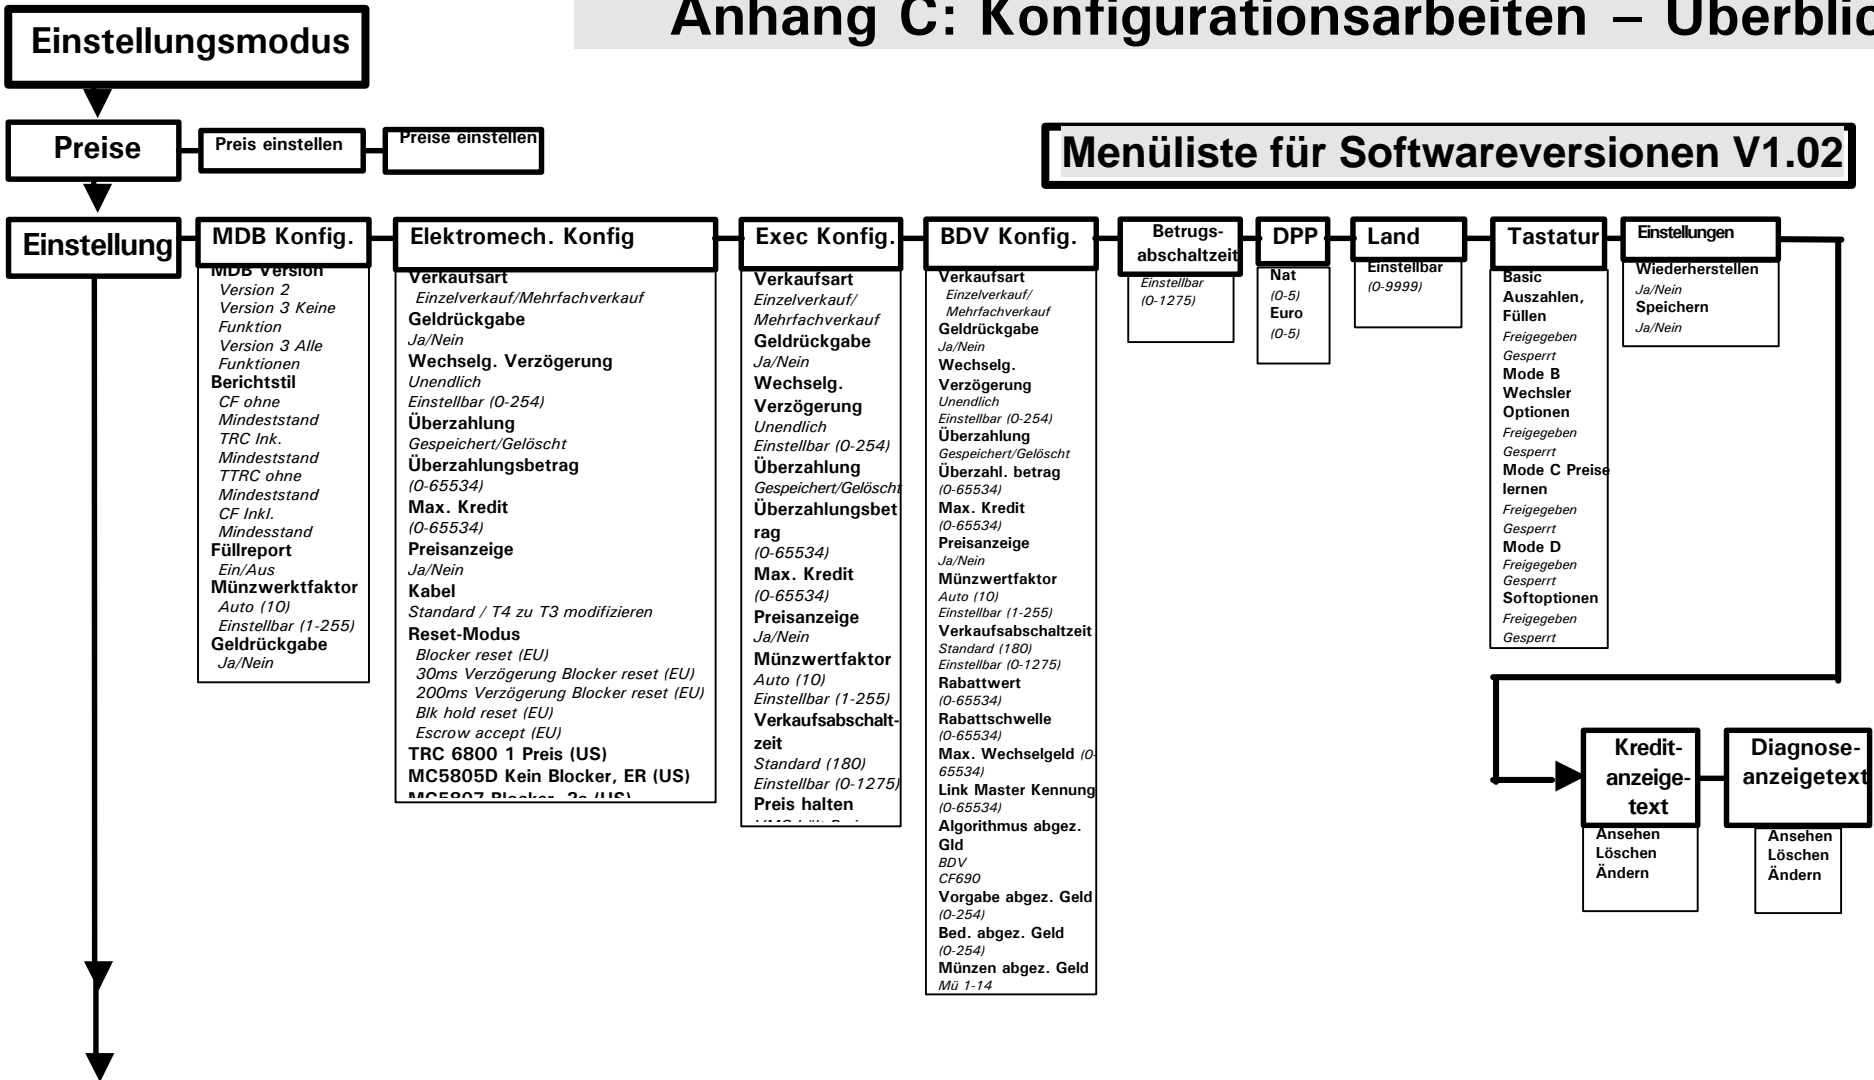 Anhang C: Konfigurationsarbeiten –
Einstellungsmodus
Preise
Preis einstellen
Preise einstellen
Menüliste für Softwareversionen V1.02
Einstellung
MDB Konfig.
MDB Version
Version 2
Version 3 Keine
Funktion
Version 3 Alle
Funktionen
Berichtstil
CF ohne
Mindeststand
TRC Ink.
Mindeststand
TTRC ohne
Mindeststand
CF Inkl.
Mindesstand
Füllreport
Ein/Aus
Münzwerktfaktor
Auto (10)
Einstellbar (1-255)
Geldrückgabe
Ja/Nein
Elektromech. Konfig
Verkaufsart
Einzelverkauf/Mehrfachverkauf
Geldrückgabe
Ja/Nein
Wechselg. Verzögerung
Unendlich
Einstellbar (0-254)
Überzahlung
Gespeichert/Gelöscht
Überzahlungsbetrag
(0-65534)
Max. Kredit
(0-65534)
Preisanzeige
Ja/Nein
Kabel
Standard / T4 zu T3 modifizieren
Reset-Modus
Blocker reset (EU)
30ms Verzögerung Blocker reset (EU)
200ms Verzögerung Blocker reset (EU)
Blk hold reset (EU)
Escrow accept (EU)
TRC 6800 1 Preis (US)
MC5805D Kein Blocker, ER (US)
MC5807 Blocker, 2s (US)
Exec Konfig.
Verkaufsart
Einzelverkauf/
Mehrfachverkauf
Geldrückgabe
Ja/Nein
Wechselg.
Verzögerung
Unendlich
Einstellbar (0-254)
Überzahlung
Gespeichert/Gelöscht
Überzahlungsbet
rag
(0-65534)
Max. Kredit
(0-65534)
Preisanzeige
Ja/Nein
Münzwertfaktor
Auto (10)
Einstellbar (1-255)
Verkaufsabschalt-
zeit
Standard (180)
Einstellbar (0-1275)
Preis halten
BDV Konfig.
Verkaufsart
Einzelverkauf/
Mehrfachverkauf
Geldrückgabe
Ja/Nein
Wechselg.
Verzögerung
Unendlich
Einstellbar (0-254)
Überzahlung
Gespeichert/Gelöscht
Überzahl. betrag
(0-65534)
Max. Kredit
(0-65534)
Preisanzeige
Ja/Nein
Münzwertfaktor
Auto (10)
Einstellbar (1-255)
Verkaufsabschaltzeit
Standard (180)
Einstellbar (0-1275)
Rabattwert
(0-65534)
Rabattschwelle
(0-65534)
Max. Wechselgeld (0-
65534)
Link Master Kennung
(0-65534)
Algorithmus abgez.
Gld
BDV
CF690
Vorgabe abgez. Geld
(0-254)
Bed. abgez. Geld
(0-254)
Münzen abgez. Geld
Mü 1-14
Betrugs-
abschaltzeit
Einstellbar
(0-1275)
DPP
Nat
(0-5)
Euro
(0-5)
Land
Einstellbar
(0-9999)
Tastatur
Basic
Auszahlen,
Füllen
Freigegeben
Gesperrt
Mode B
Wechsler
Optionen
Freigegeben
Gesperrt
Mode C Preise
lernen
Freigegeben
Gesperrt
Mode D
Freigegeben
Gesperrt
Softoptionen
Freigegeben
Gesperrt
Einstellungen
Wiederherstellen
Ja/Nein
Speichern
Ja/Nein
Kredit-
anzeige-
text
Ansehen
Löschen
Ändern
Diagnose-
anzeigetext
Ansehen
Löschen
Ändern